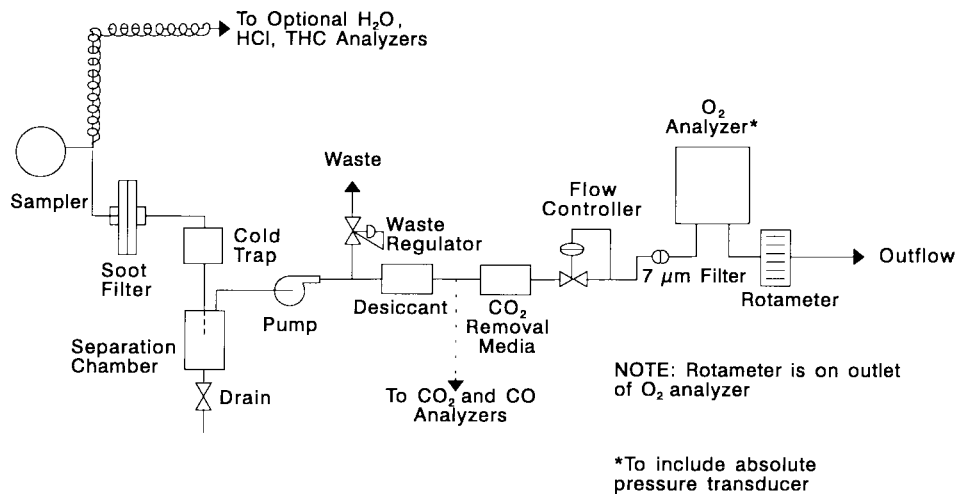 To Optional H₂O,
HCl, THC Analyzers
Sampler
Soot
Filter
Cold
Trap
Separation
Chamber
Drain
Pump
Waste
Waste
Regulator
Desiccant
To CO₂ and CO
Analyzers
CO₂
Removal
Media
Flow
Controller
7 μm Filter
O₂
Analyzer*
Rotameter
Outflow
NOTE: Rotameter is on outlet
of O₂ analyzer
*To include absolute
pressure transducer